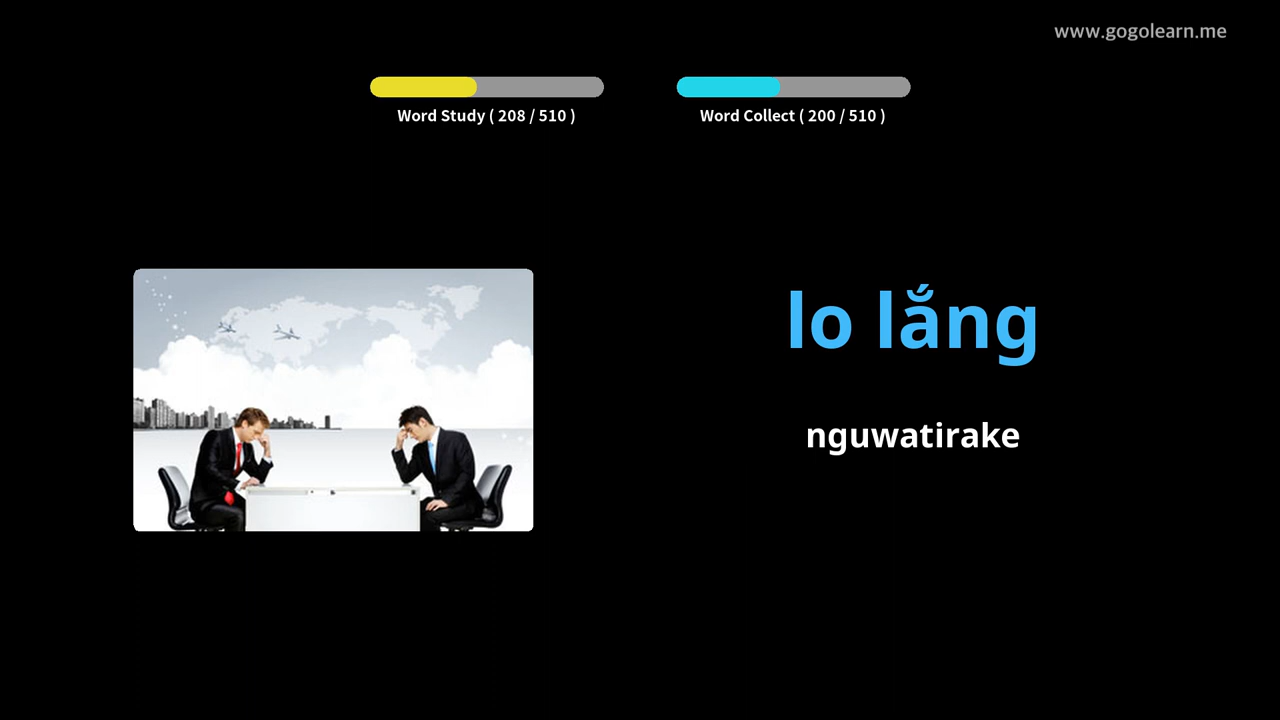 www.gogolearn.me
Word Study ( 208 / 510 )
Word Collect ( 200 / 510 )
lo lắng
nguwatirake